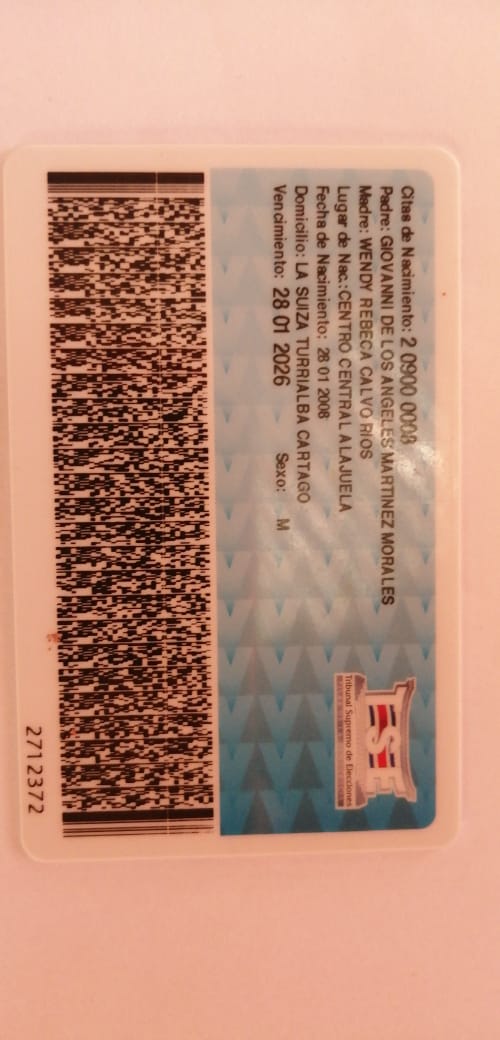 Citas de Nacimiento: 2 0900 0008
Padre: GIOVANNI DE LOS ANGELES MARTINEZ MORALES
Madre: WENDY REBECA CALVO RIOS
Lugar de Nac.: CENTRO CENTRAL ALAJUELA
Fecha de Nacimiento: 28 01 2008
Domicilio: LA SUIZA TURRIALBA CARTAGO
Vencimiento: 28 01 2026 Sexo: M
TSE
Tribunal Supremo de Elecciones
2712372